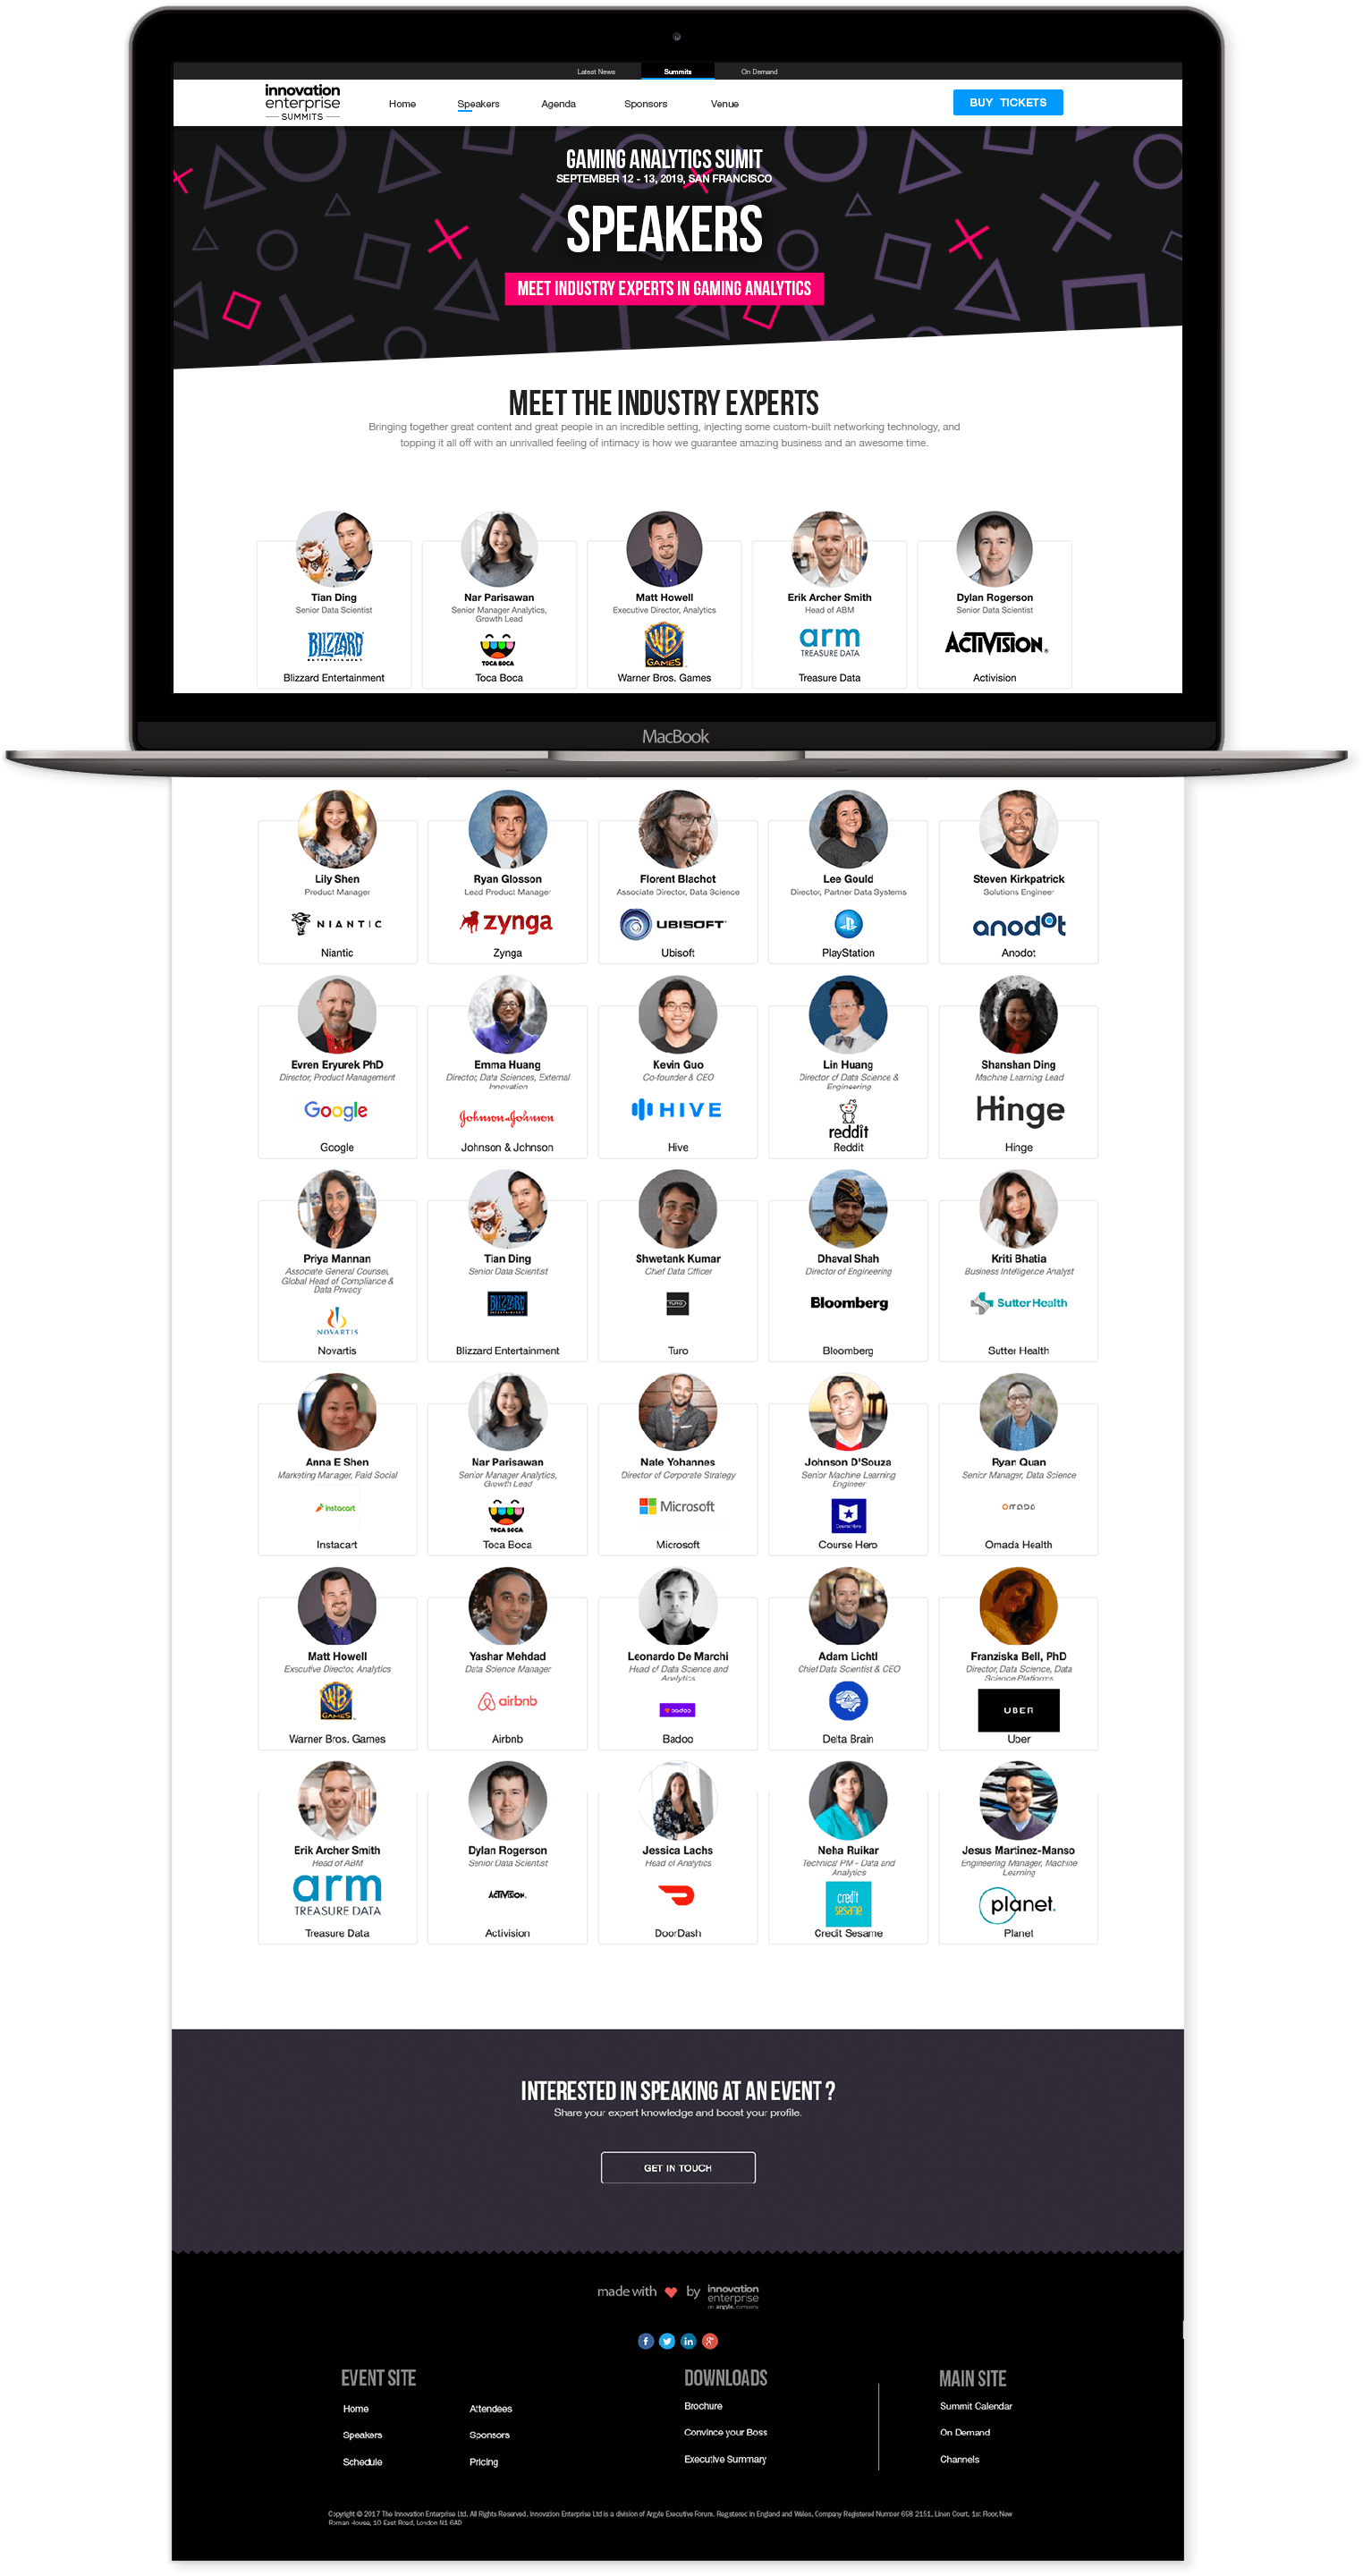 Latest News Summits On Demand
innovation
enterprise
SUMMITS
Home Speakers Agenda Sponsors Venue BUY TICKETS
GAMING ANALYTICS SUMIT
SEPTEMBER 12 - 13, 2019, SAN FRANCISCO
SPEAKERS
MEET INDUSTRY EXPERTS IN GAMING ANALYTICS
MEET THE INDUSTRY EXPERTS
Bringing together great content and great people in an incredible setting, injecting some custom-built networking technology, and
topping it all off with an unrivalled feeling of intimacy is how we guarantee amazing business and an awesome time.
Tian Ding
Senior Data Scientist
BLIZZARD
ENTERTAINMENT
Blizzard Entertainment
Nar Parisawan
Senior Manager Analytics,
Growth Lead
TOCA BOCA
Toca Boca
Matt Howell
Executive Director, Analytics
WB
GAMES
Warner Bros. Games
Erik Archer Smith
Head of ABM
arm
TREASURE DATA
Treasure Data
Dylan Rogerson
Senior Data Scientist
ACTIVISION®
Activision
MacBook
Lily Shen
Product Manager
NIANTIC
Niantic
Ryan Glosson
Lead Product Manager
zynga
Zynga
Florent Blachot
Associate Director, Data Science
UBISOFT
Ubisoft
Lee Gould
Director, Partner Data Systems
PlayStation
Steven Kirkpatrick
Solutions Engineer
anodot
Anodot
Evren Eryurek PhD
Director, Product Management
Google
Google
Emma Huang
Director, Data Sciences, External
Innovation
Johnson & Johnson
Johnson & Johnson
Kevin Guo
Co-founder & CEO
HIVE
Hive
Lin Huang
Director of Data Science &
Engineering
reddit
Reddit
Shanshan Ding
Machine Learning Lead
Hinge
Hinge
Priya Mannan
Associate General Counsel,
Global Head of Compliance &
Data Privacy
NOVARTIS
Novartis
Tian Ding
Senior Data Scientist
BLIZZARD
ENTERTAINMENT
Blizzard Entertainment
Shwetank Kumar
Chief Data Officer
TURO
Turo
Dhaval Shah
Director of Engineering
Bloomberg
Bloomberg
Kriti Bhatia
Business Intelligence Analyst
Sutter Health
Sutter Health
Anna E Shen
Marketing Manager, Paid Social
instacart
Instacart
Nar Parisawan
Senior Manager Analytics,
Growth Lead
TOCA BOCA
Toca Boca
Nate Yohannes
Director of Corporate Strategy
Microsoft
Microsoft
Johnson D'Souza
Senior Machine Learning
Engineer
Course Hero
Course Hero
Ryan Quan
Senior Manager, Data Science
omada
Omada Health
Matt Howell
Executive Director, Analytics
WB
GAMES
Warner Bros. Games
Yashar Mehdad
Data Science Manager
airbnb
Airbnb
Leonardo De Marchi
Head of Data Science and
Analytics
badoo
Badoo
Adam Lichtl
Chief Data Scientist & CEO
Delta Brain
Franziska Bell, PhD
Director, Data Science, Data
Science Platforms
UBER
Uber
Erik Archer Smith
Head of ABM
arm
TREASURE DATA
Treasure Data
Dylan Rogerson
Senior Data Scientist
ACTIVISION
Activision
Jessica Lachs
Head of Analytics
DoorDash
Neha Ruikar
Technical PM - Data and
Analytics
credit
sesame
Credit Sesame
Jesus Martinez-Manso
Engineering Manager, Machine
Learning
planet.
Planet
INTERESTED IN SPEAKING AT AN EVENT ?
Share your expert knowledge and boost your profile.
GET IN TOUCH
made with by innovation
enterprise
an argyle. company
EVENT SITE DOWNLOADS MAIN SITE
Home Attendees Brochure Summit Calendar
Speakers Sponsors Convince your Boss On Demand
Schedule Pricing Executive Summary Channels
Copyright © 2017 The Innovation Enterprise Ltd. All Rights Reserved. Innovation Enterprise Ltd is a division of Argyle Executive Forum. Registered in England and Wales, Company Registered Number 698 2151, Linen Court, 1st Floor, New
Roman House, 10 East Road, London N1 6AD